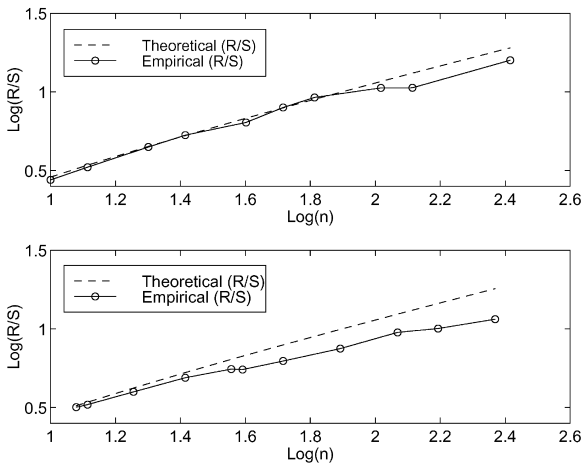 1.5
Theoretical (R/S)
Empirical (R/S)
Log(R/S)
1
0.5
1 1.2 1.4 1.6 1.8 2 2.2 2.4 2.6
Log(n)
1.5
Theoretical (R/S)
Empirical (R/S)
Log(R/S)
1
0.5
1 1.2 1.4 1.6 1.8 2 2.2 2.4 2.6
Log(n)